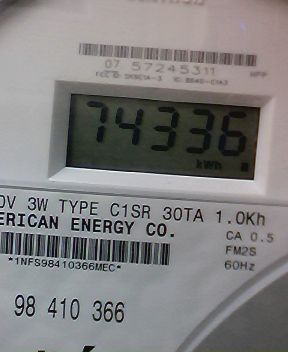 07 57245311
74336
kWh
0V 3W TYPE C1SR 30TA 1.0Kh
ERICAN ENERGY CO.
CA 0.5
FM2S
*1NFS98410366MEC*
60Hz
98 410 366